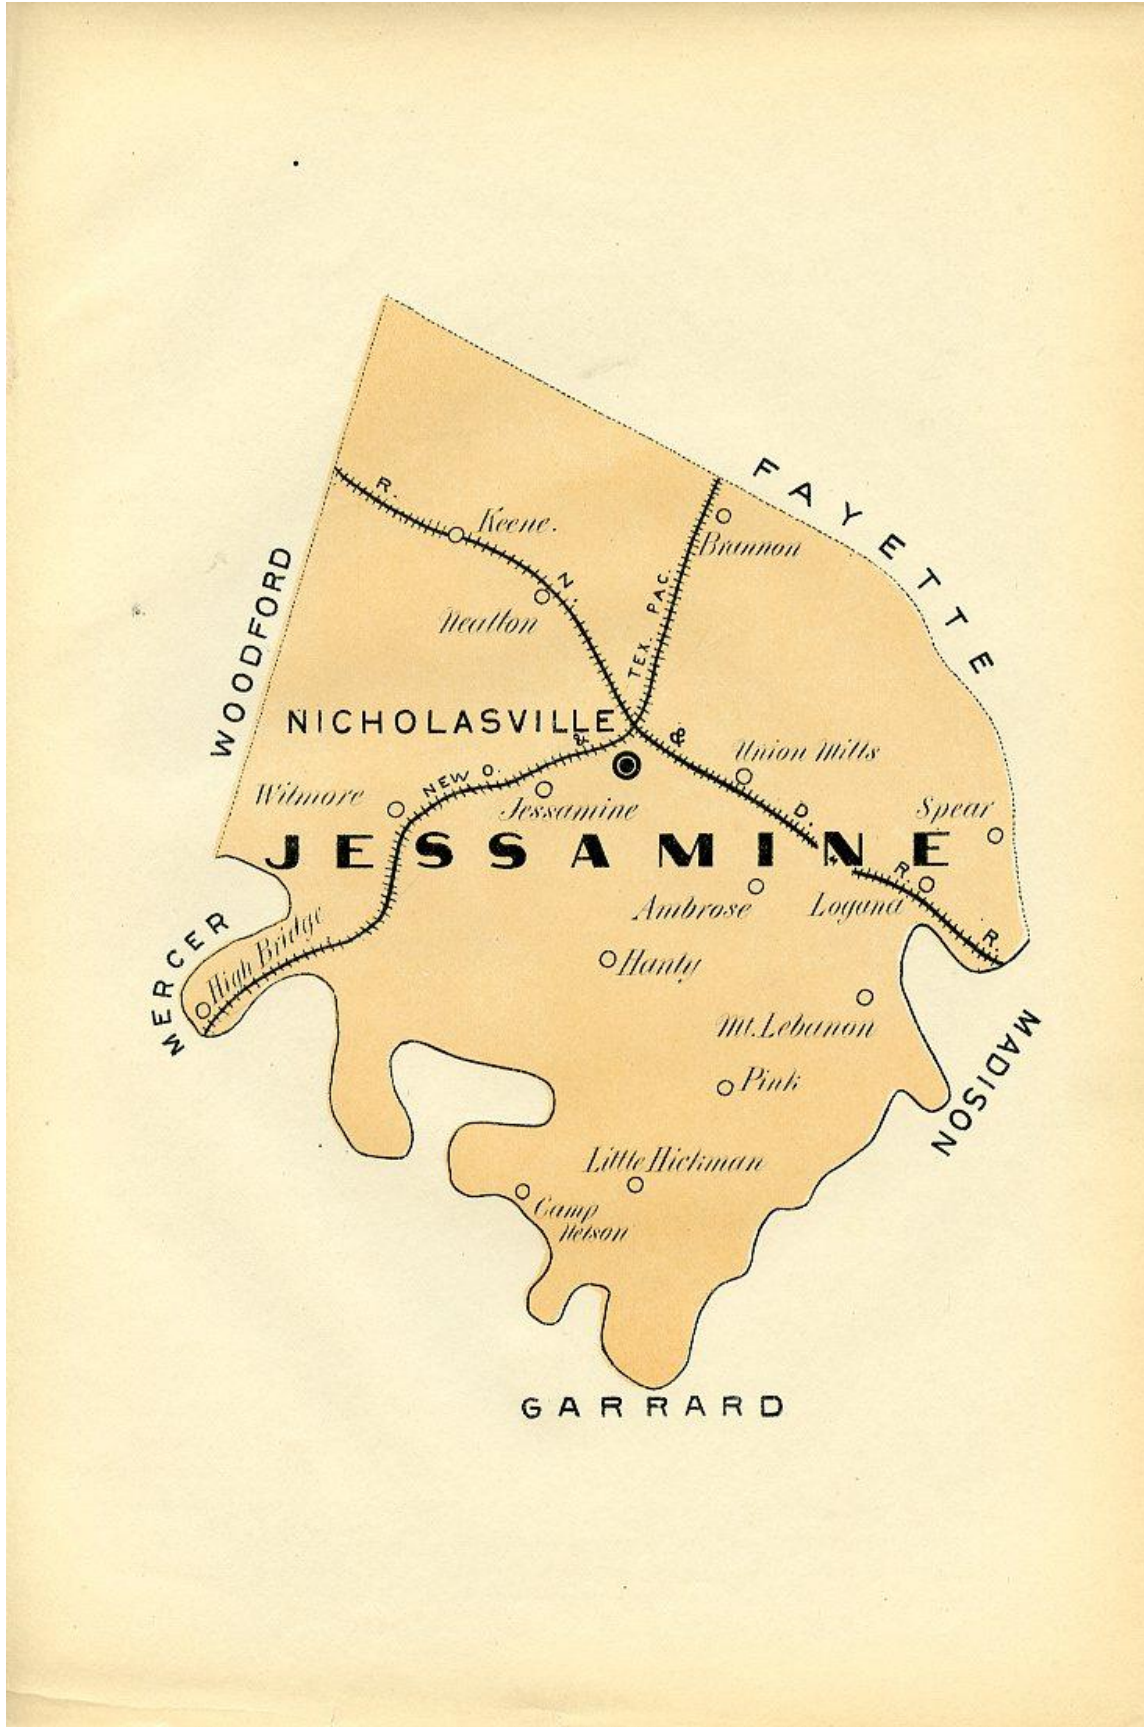 FAYETTE
R.
Keene.
Brannon
N.
TEX. PAC.
Neatlon
WOODFORD
NICHOLASVILLE
&
&
Union Mills
NEW O.
Wilmore
Jessamine
D.
Spear
JESSAMINE
R.
Ambrose
Logana
MERCER
High Bridge
R.
Hanly
Mt. Lebanon
MADISON
Pink
Little Hickman
Camp
Nelson
GARRARD